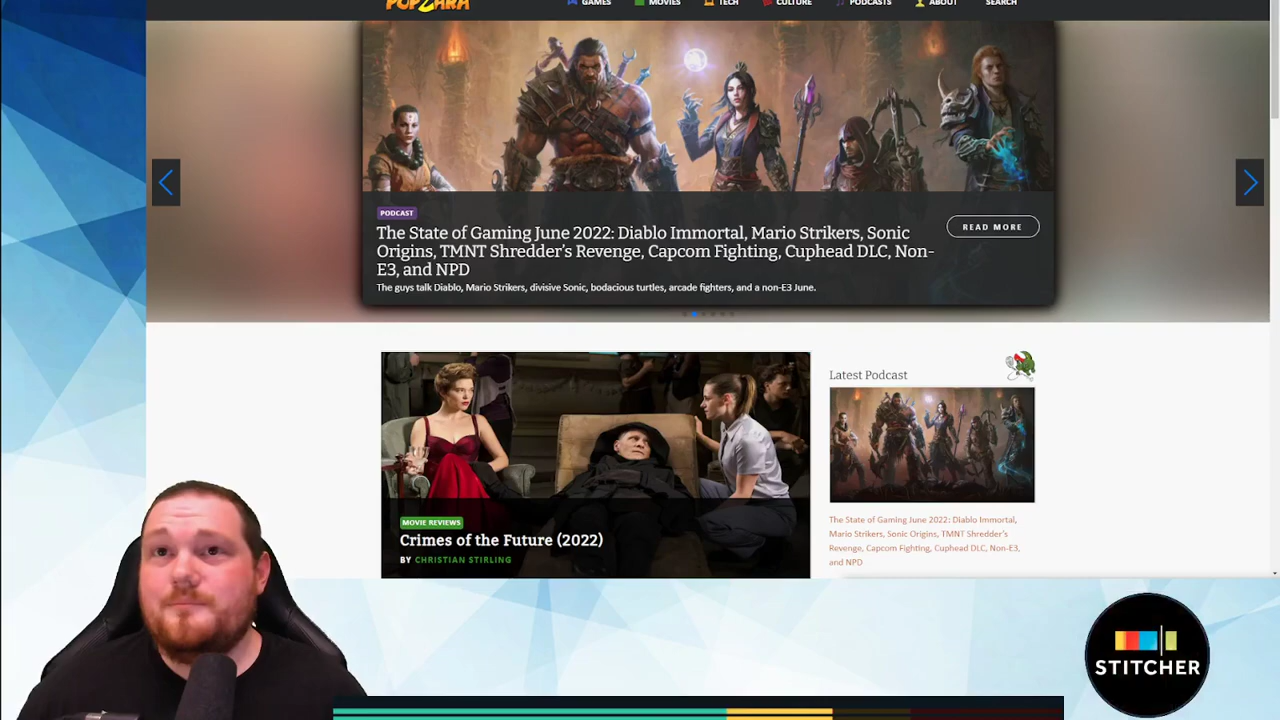 POPZARA
GAMES MOVIES TECH CULTURE PODCASTS ABOUT SEARCH
PODCAST
The State of Gaming June 2022: Diablo Immortal, Mario Strikers, Sonic
Origins, TMNT Shredder's Revenge, Capcom Fighting, Cuphead DLC, Non-
E3, and NPD
READ MORE
The guys talk Diablo, Mario Strikers, divisive Sonic, bodacious turtles, arcade fighters, and a non-E3 June.
MOVIE REVIEWS
Crimes of the Future (2022)
BY CHRISTIAN STIRLING
Latest Podcast
The State of Gaming June 2022: Diablo Immortal,
Mario Strikers, Sonic Origins, TMNT Shredder's
Revenge, Capcom Fighting, Cuphead DLC, Non-E3,
and NPD
STITCHER